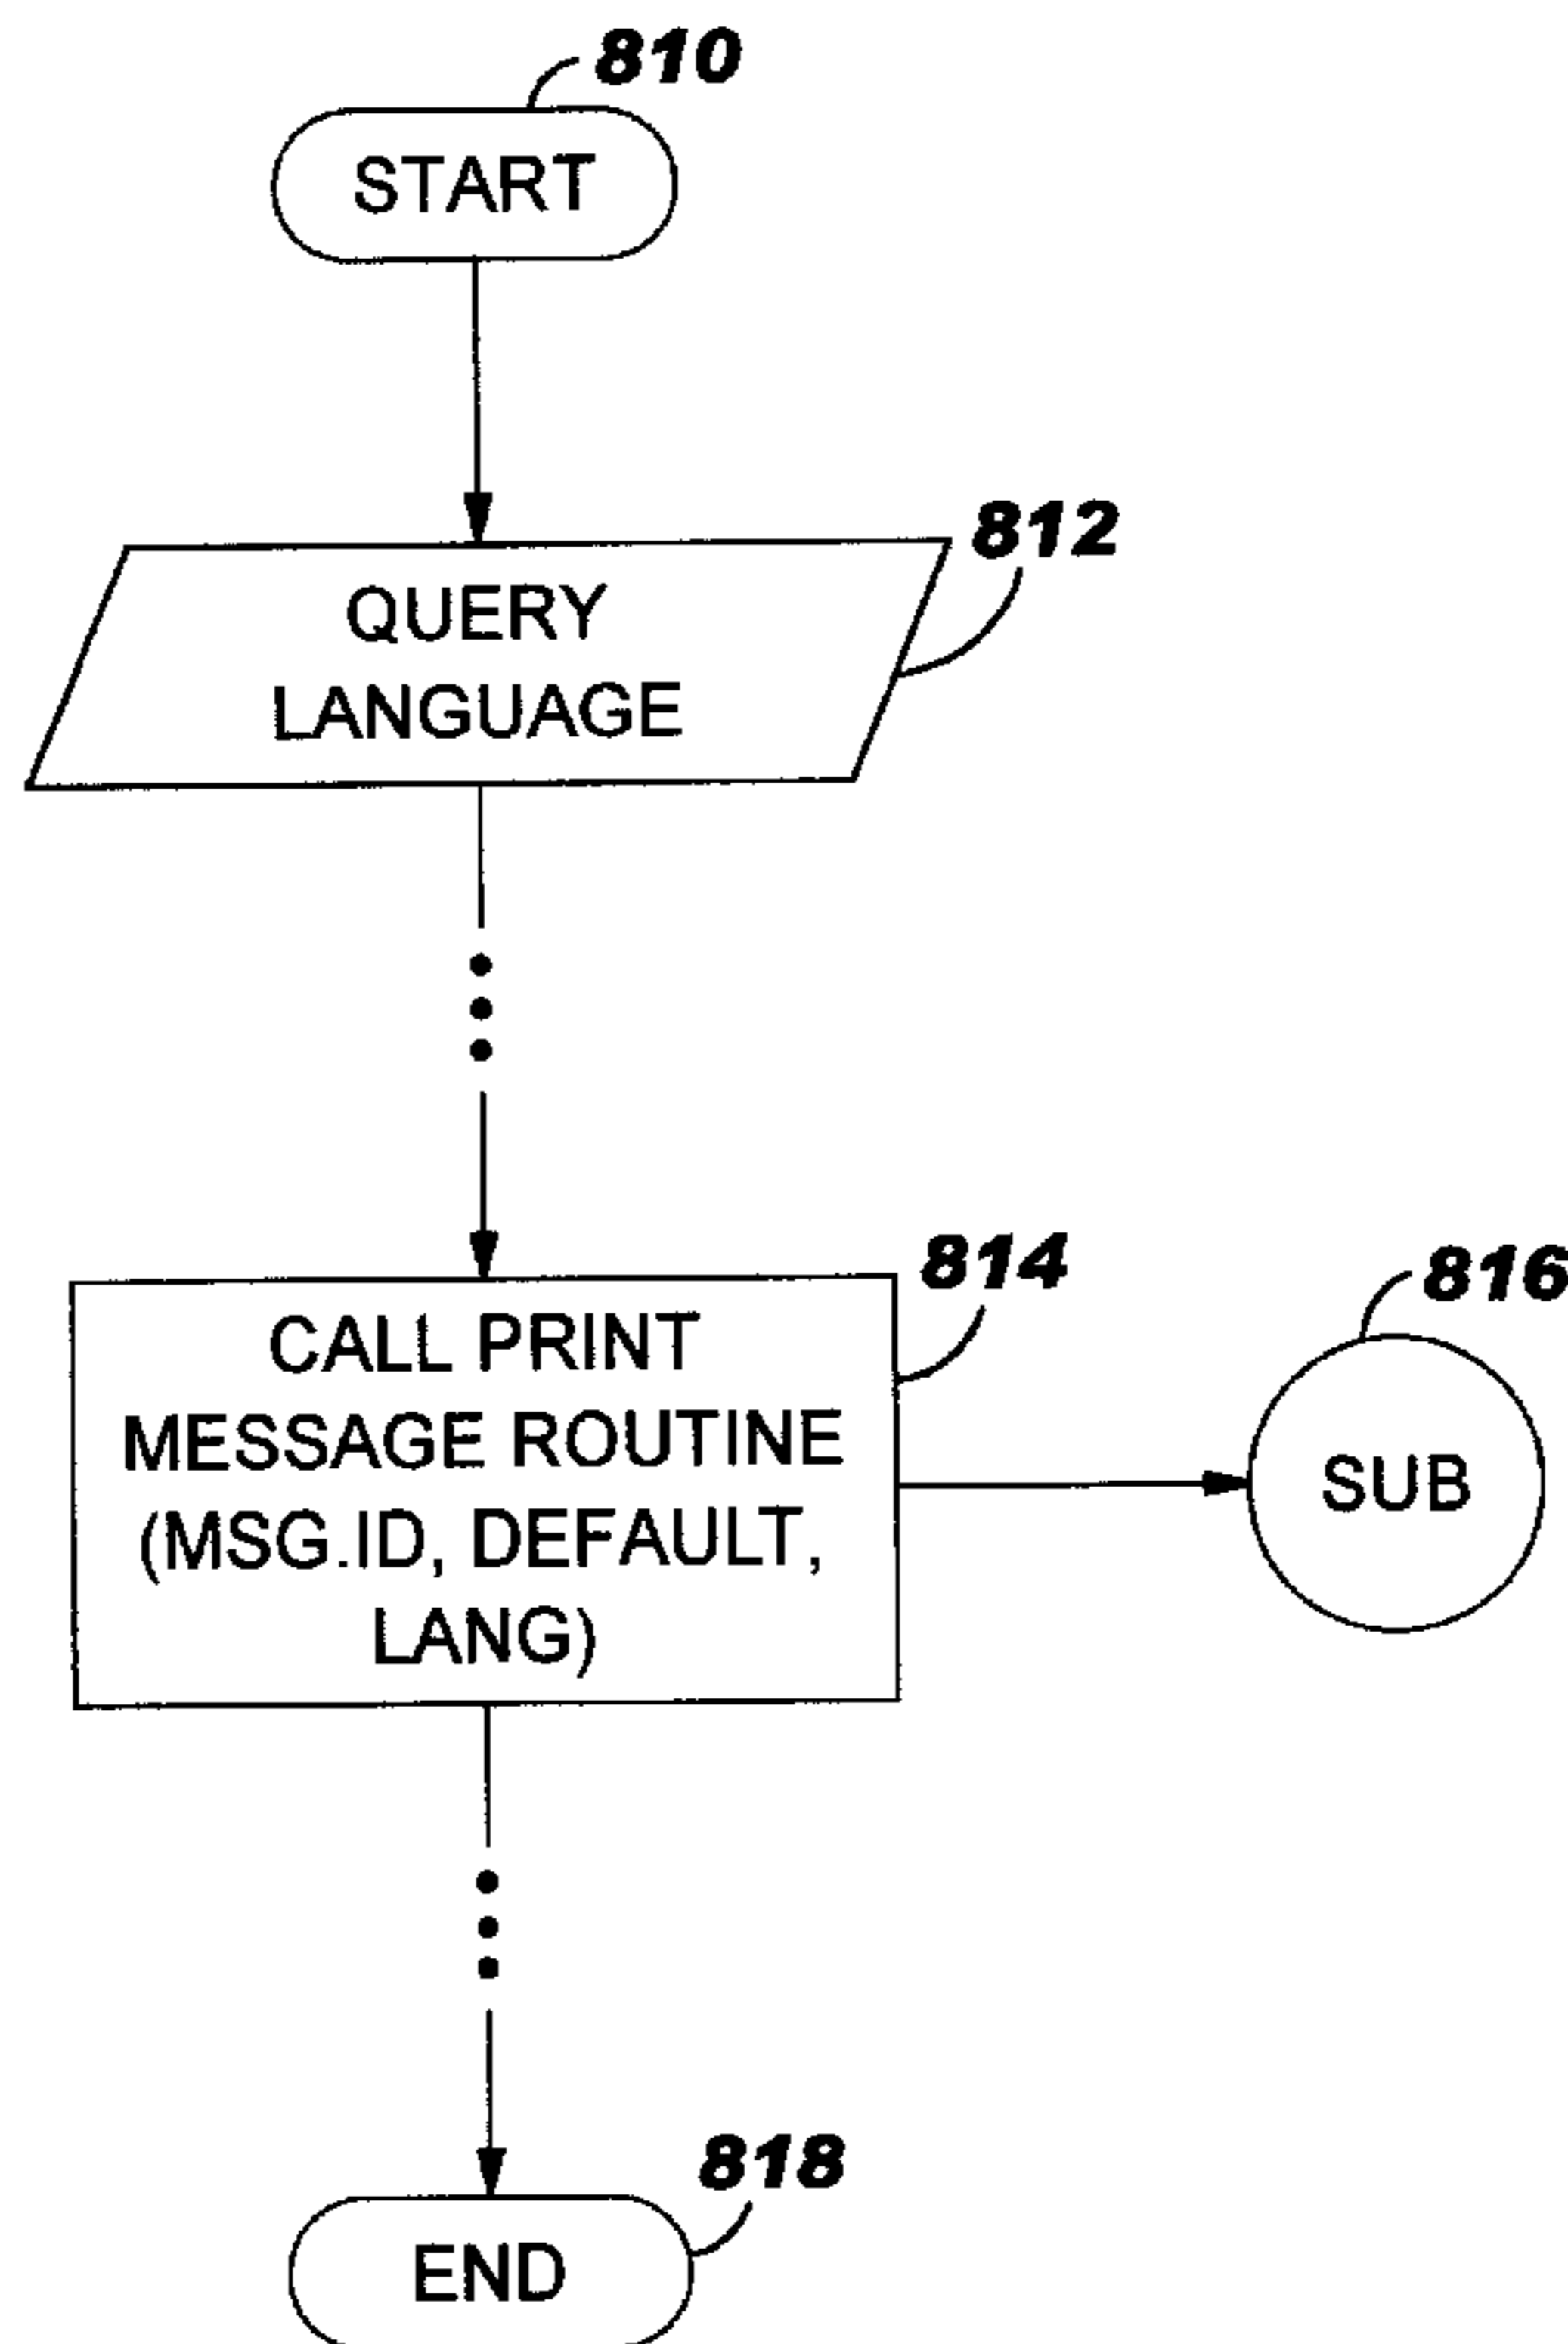 810
START
812
QUERY
LANGUAGE
814
CALL PRINT
MESSAGE ROUTINE
(MSG.ID, DEFAULT,
LANG)
816
SUB
818
END